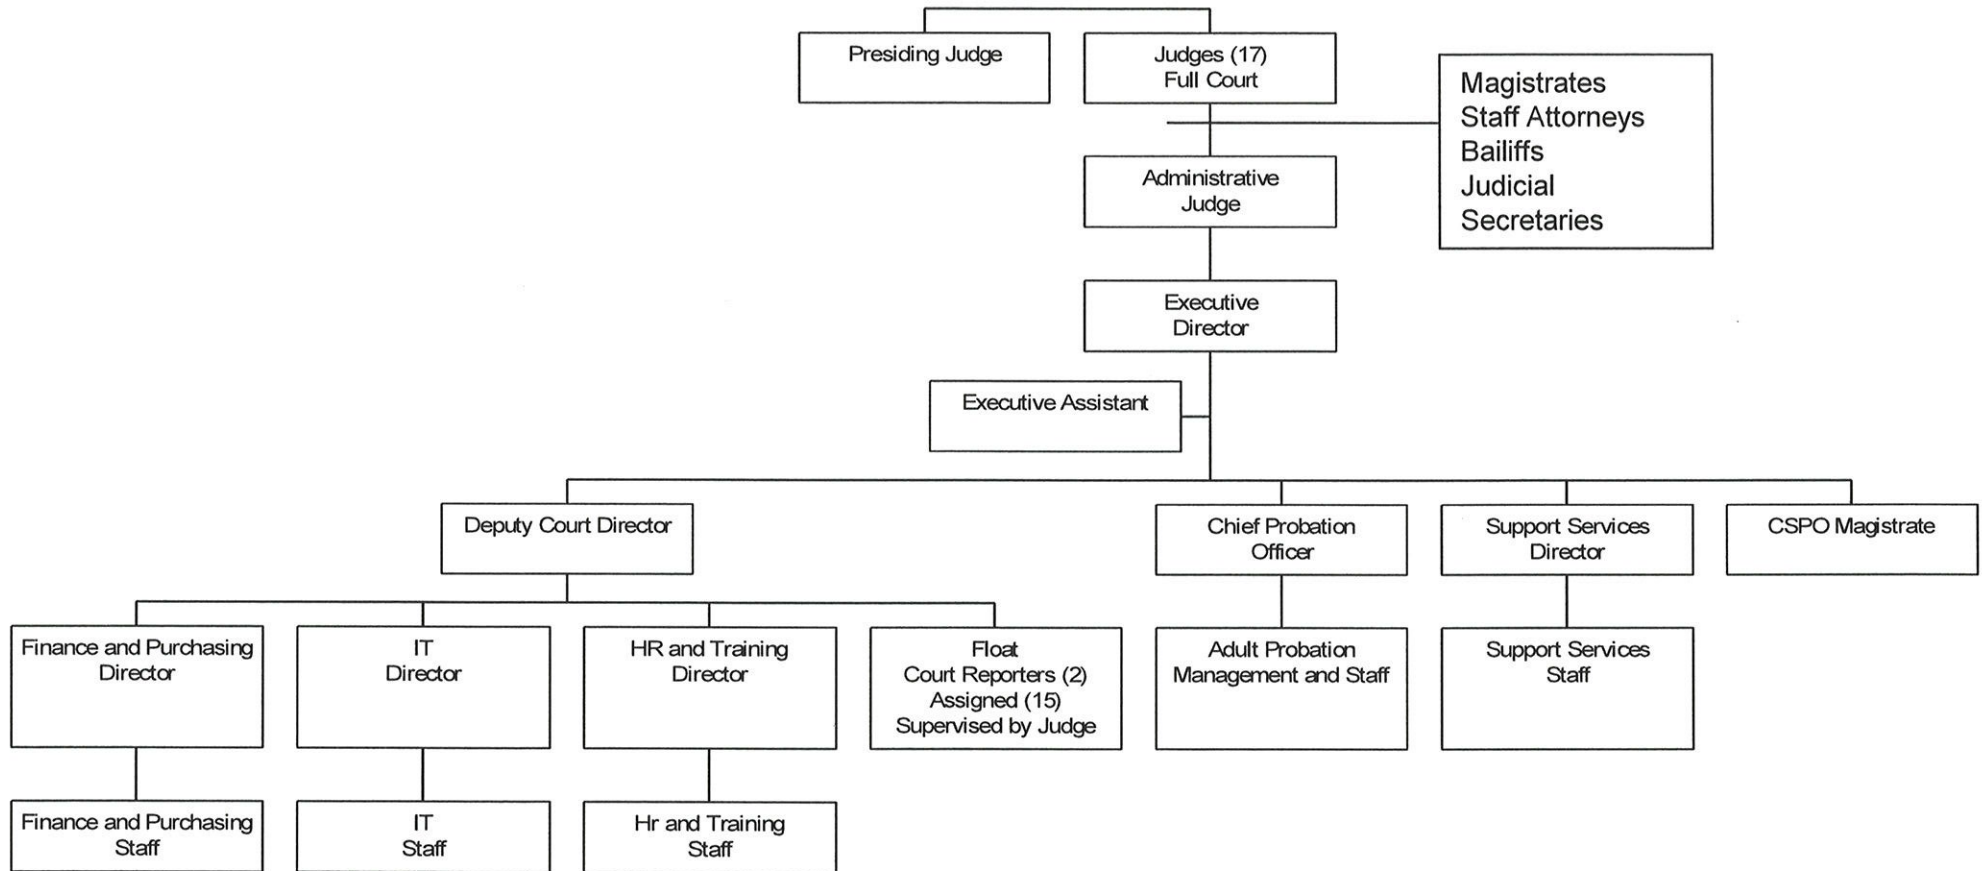 Presiding Judge
Judges (17)
Full Court
Magistrates
Staff Attorneys
Bailiffs
Judicial
Secretaries
Administrative
Judge
Executive
Director
Executive Assistant
Deputy Court Director
Chief Probation
Officer
Support Services
Director
CSPO Magistrate
Finance and Purchasing
Director
IT
Director
HR and Training
Director
Float
Court Reporters (2)
Assigned (15)
Supervised by Judge
Adult Probation
Management and Staff
Support Services
Staff
Finance and Purchasing
Staff
IT
Staff
Hr and Training
Staff